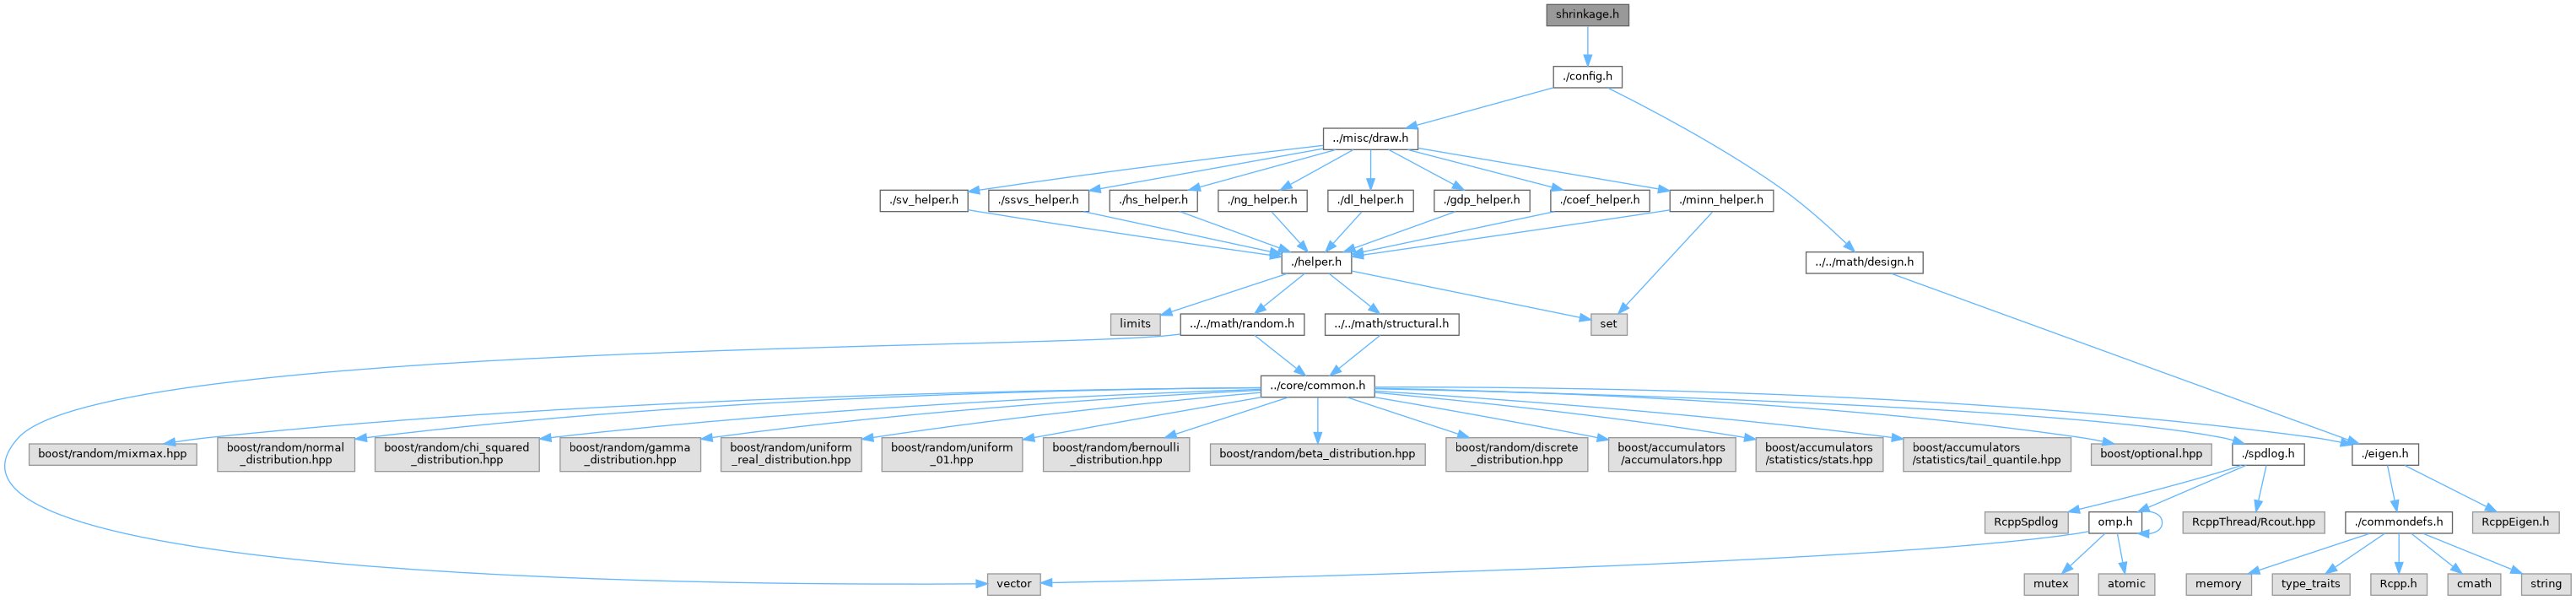 shrinkage.h
./config.h
../misc/draw.h
./sv_helper.h
./ssvs_helper.h
./hs_helper.h
./ng_helper.h
./dl_helper.h
./gdp_helper.h
./coef_helper.h
./minn_helper.h
./helper.h
../../math/design.h
limits
../../math/random.h
../../math/structural.h
set
../core/common.h
boost/random/mixmax.hpp
boost/random/normal
_distribution.hpp
boost/random/chi_squared
_distribution.hpp
boost/random/gamma
_distribution.hpp
boost/random/uniform
_real_distribution.hpp
boost/random/uniform
_01.hpp
boost/random/bernoulli
_distribution.hpp
boost/random/beta_distribution.hpp
boost/random/discrete
_distribution.hpp
boost/accumulators
/accumulators.hpp
boost/accumulators
/statistics/stats.hpp
boost/accumulators
/statistics/tail_quantile.hpp
boost/optional.hpp
./spdlog.h
./eigen.h
RcppSpdlog
omp.h
RcppThread/Rcout.hpp
./commondefs.h
RcppEigen.h
vector
mutex
atomic
memory
type_traits
Rcpp.h
cmath
string